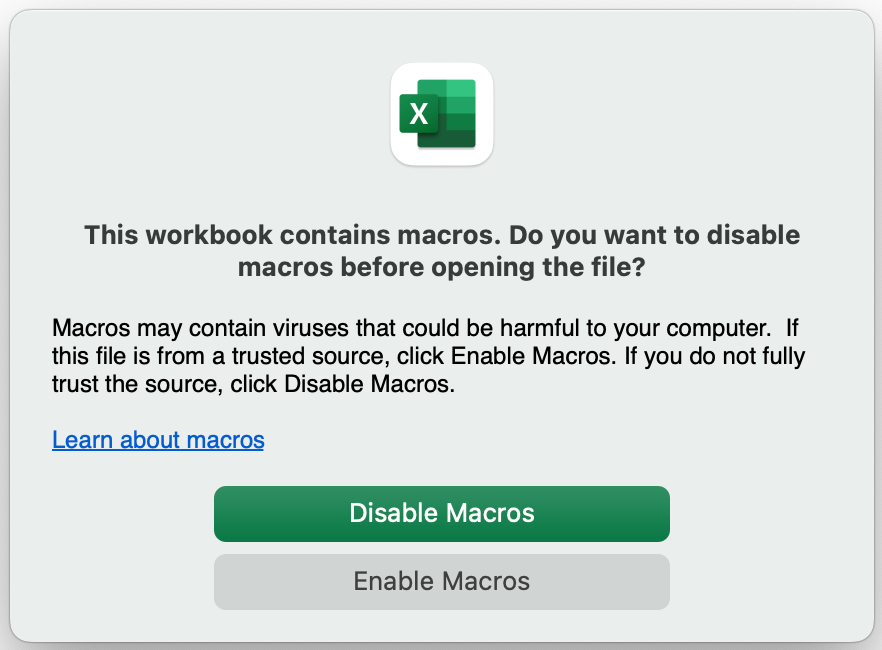 X
This workbook contains macros. Do you want to disable
macros before opening the file?
Macros may contain viruses that could be harmful to your computer.  If
this file is from a trusted source, click Enable Macros. If you do not fully
trust the source, click Disable Macros.
Learn about macros
Disable Macros
Enable Macros